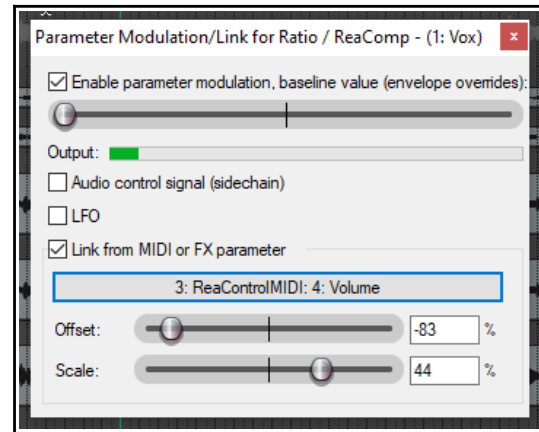 Parameter Modulation/Link for Ratio / ReaComp - (1: Vox) x
Enable parameter modulation, baseline value (envelope overrides):
Output:
Audio control signal (sidechain)
LFO
Link from MIDI or FX parameter
3: ReaControlMIDI: 4: Volume
Offset: -83 %
Scale: 44 %